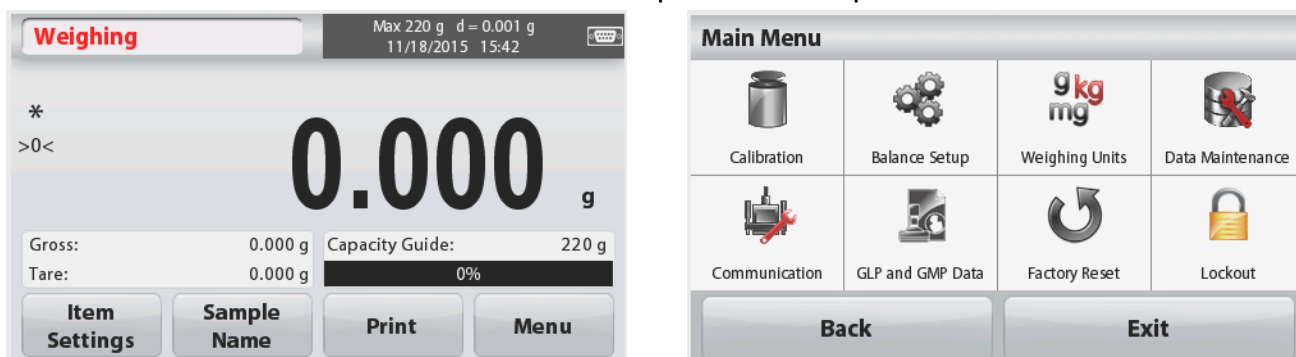 Weighing
Max 220 g d = 0.001 g
11/18/2015 15:42
*
>0<
0.000 g
Gross: 0.000 g
Tare: 0.000 g
Capacity Guide: 220 g
0%
Item Settings
Sample Name
Print
Menu
Main Menu
g kg mg
Calibration
Balance Setup
Weighing Units
Data Maintenance
Communication
GLP and GMP Data
Factory Reset
Lockout
Back
Exit